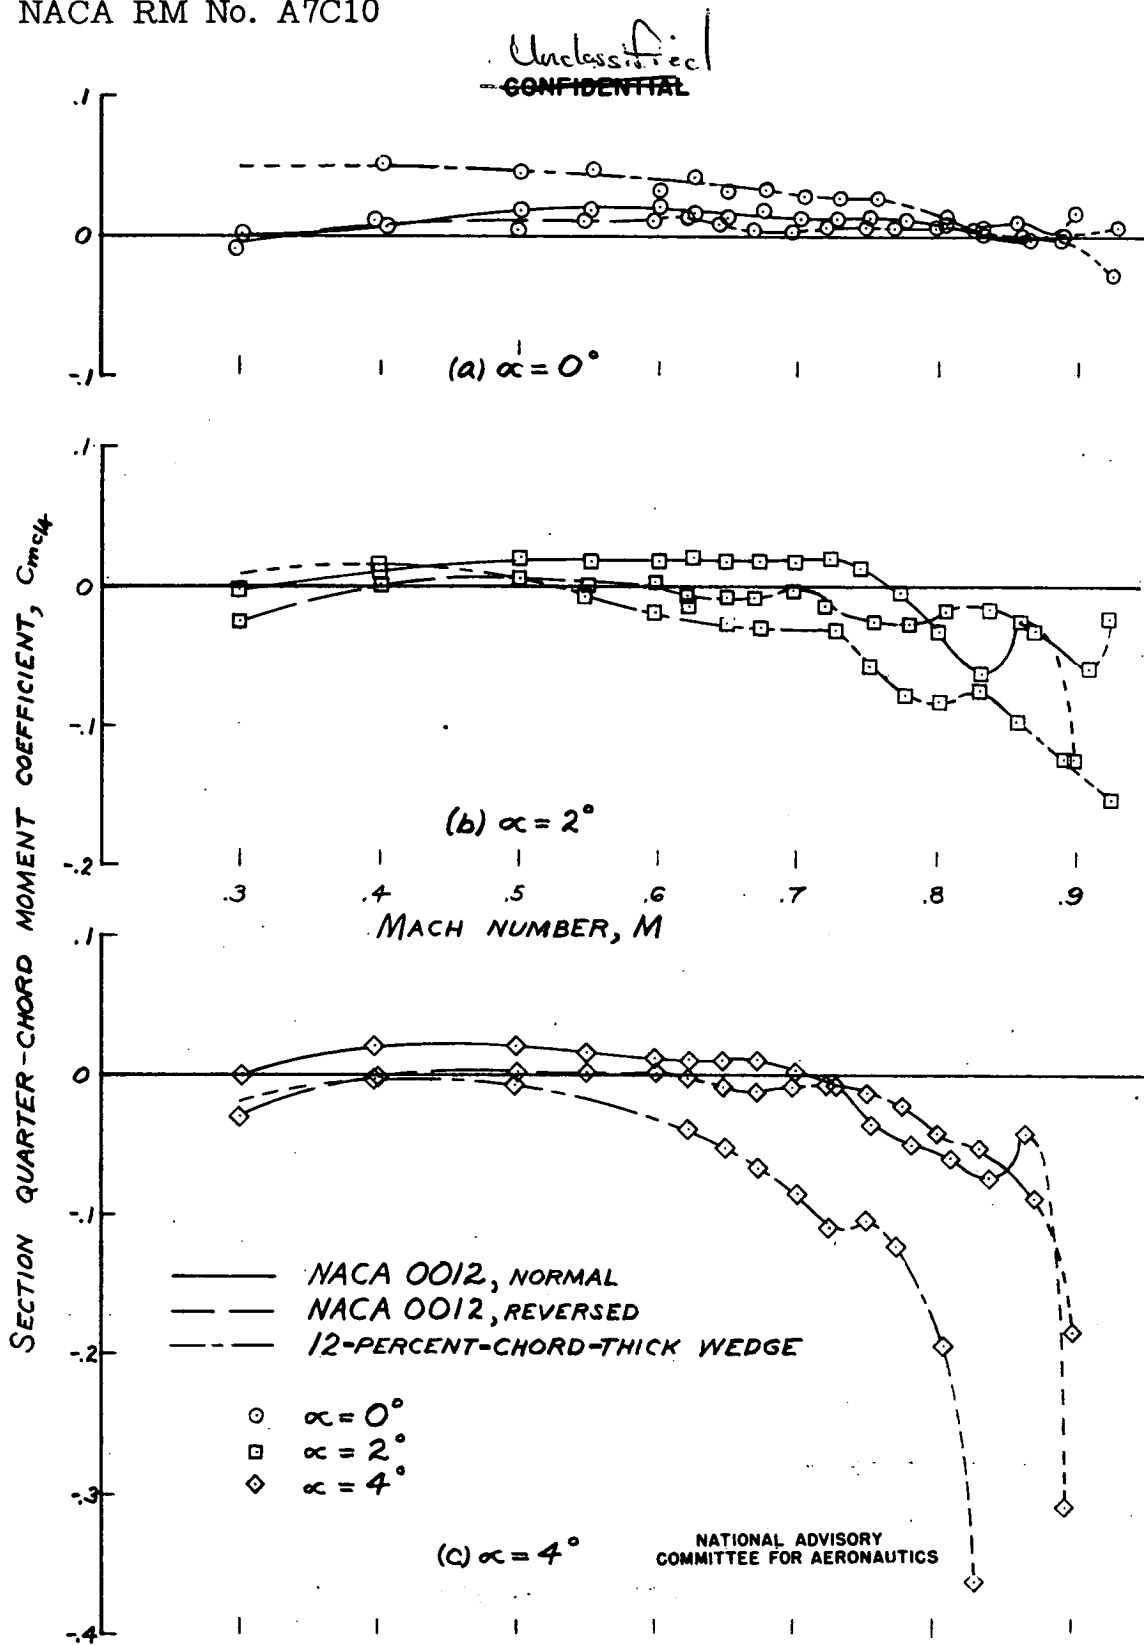 NACA RM No. A7C10
Unclassified
CONFIDENTIAL
.1
0
-.1
(a) α = 0°
.1
0
-.1
-.2
(b) α = 2°
.3 .4 .5 .6 .7 .8 .9
MACH NUMBER, M
SECTION QUARTER-CHORD MOMENT COEFFICIENT, Cmc/4
.1
0
-.1
-.2
-.3
-.4
NACA 0012, NORMAL
NACA 0012, REVERSED
12-PERCENT-CHORD-THICK WEDGE
α = 0°
α = 2°
α = 4°
(c) α = 4°
NATIONAL ADVISORY
COMMITTEE FOR AERONAUTICS